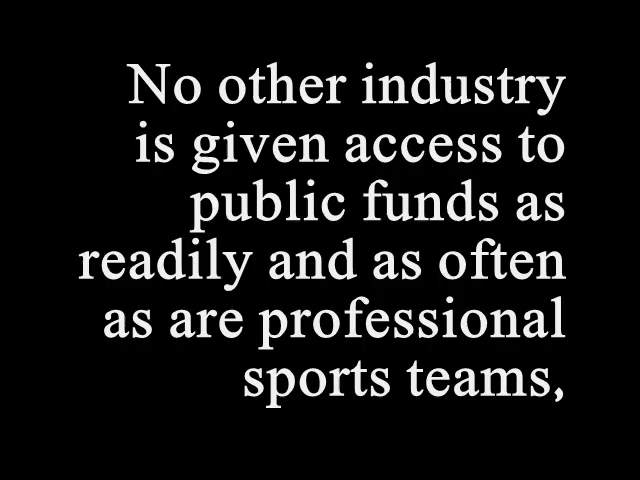 No other industry
is given access to
public funds as
readily and as often
as are professional
sports teams,